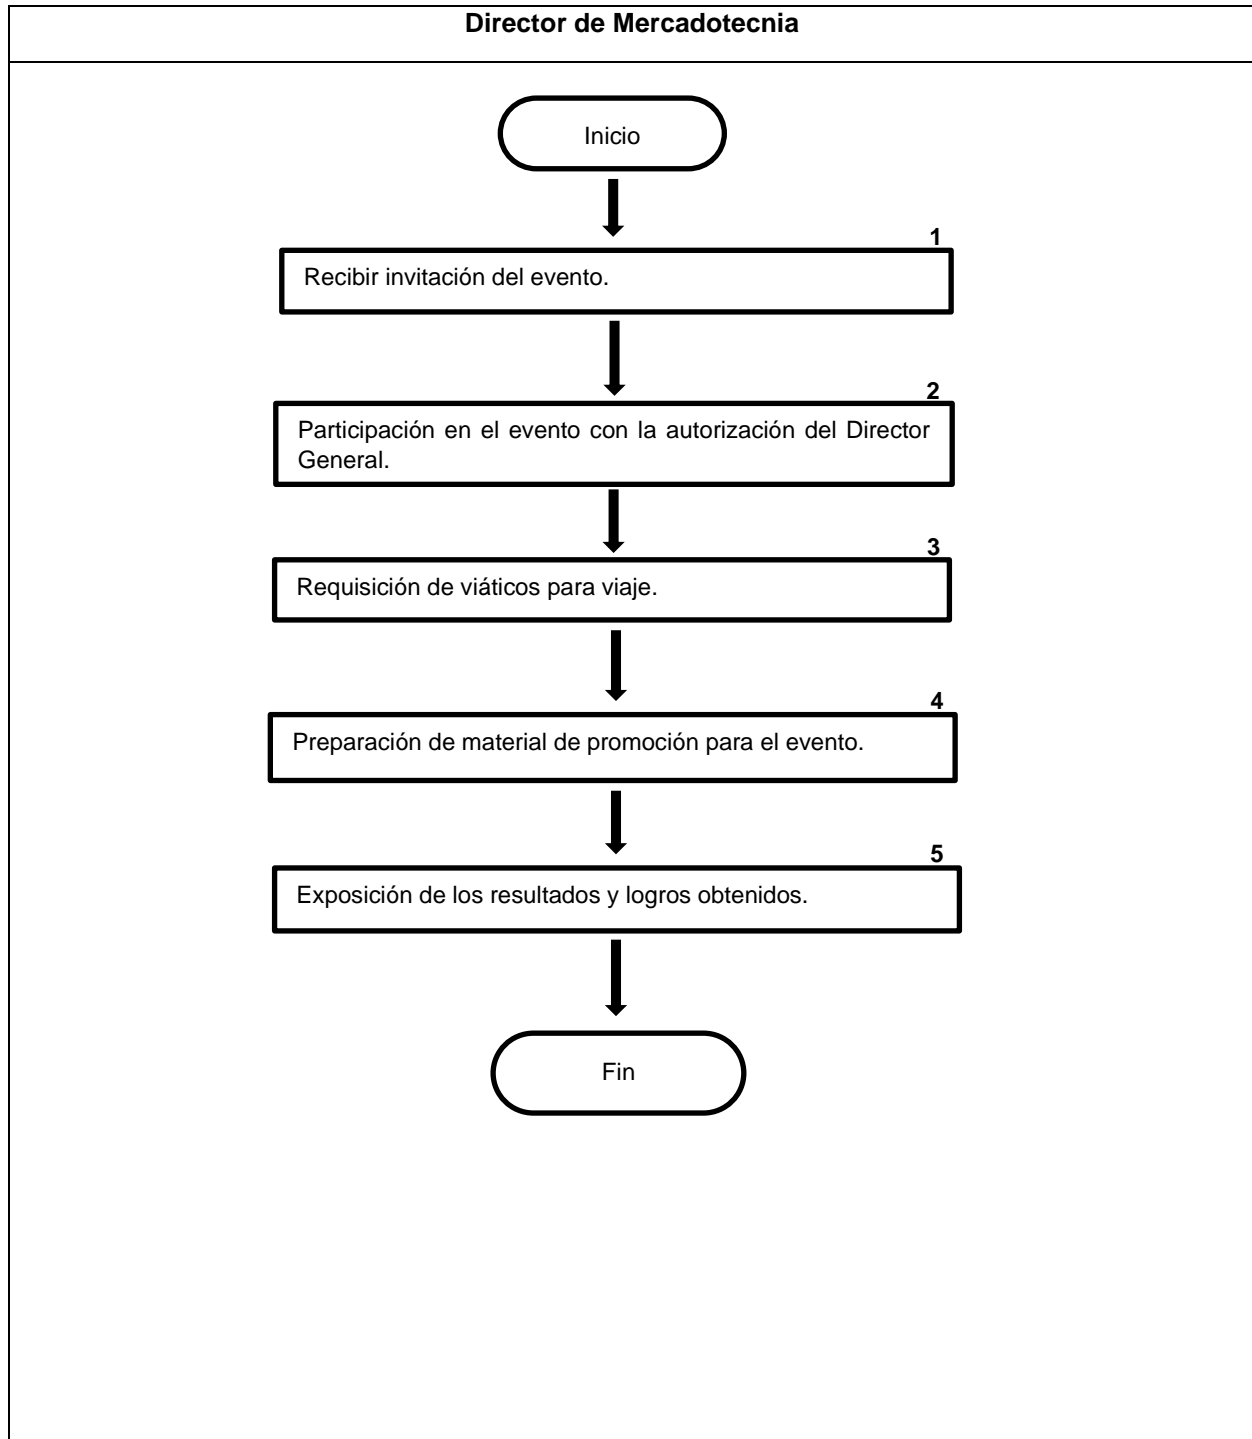 Director de Mercadotecnia
Inicio
1
Recibir invitación del evento.
2
Participación en el evento con la autorización del Director
General.
3
Requisición de viáticos para viaje.
4
Preparación de material de promoción para el evento.
5
Exposición de los resultados y logros obtenidos.
Fin